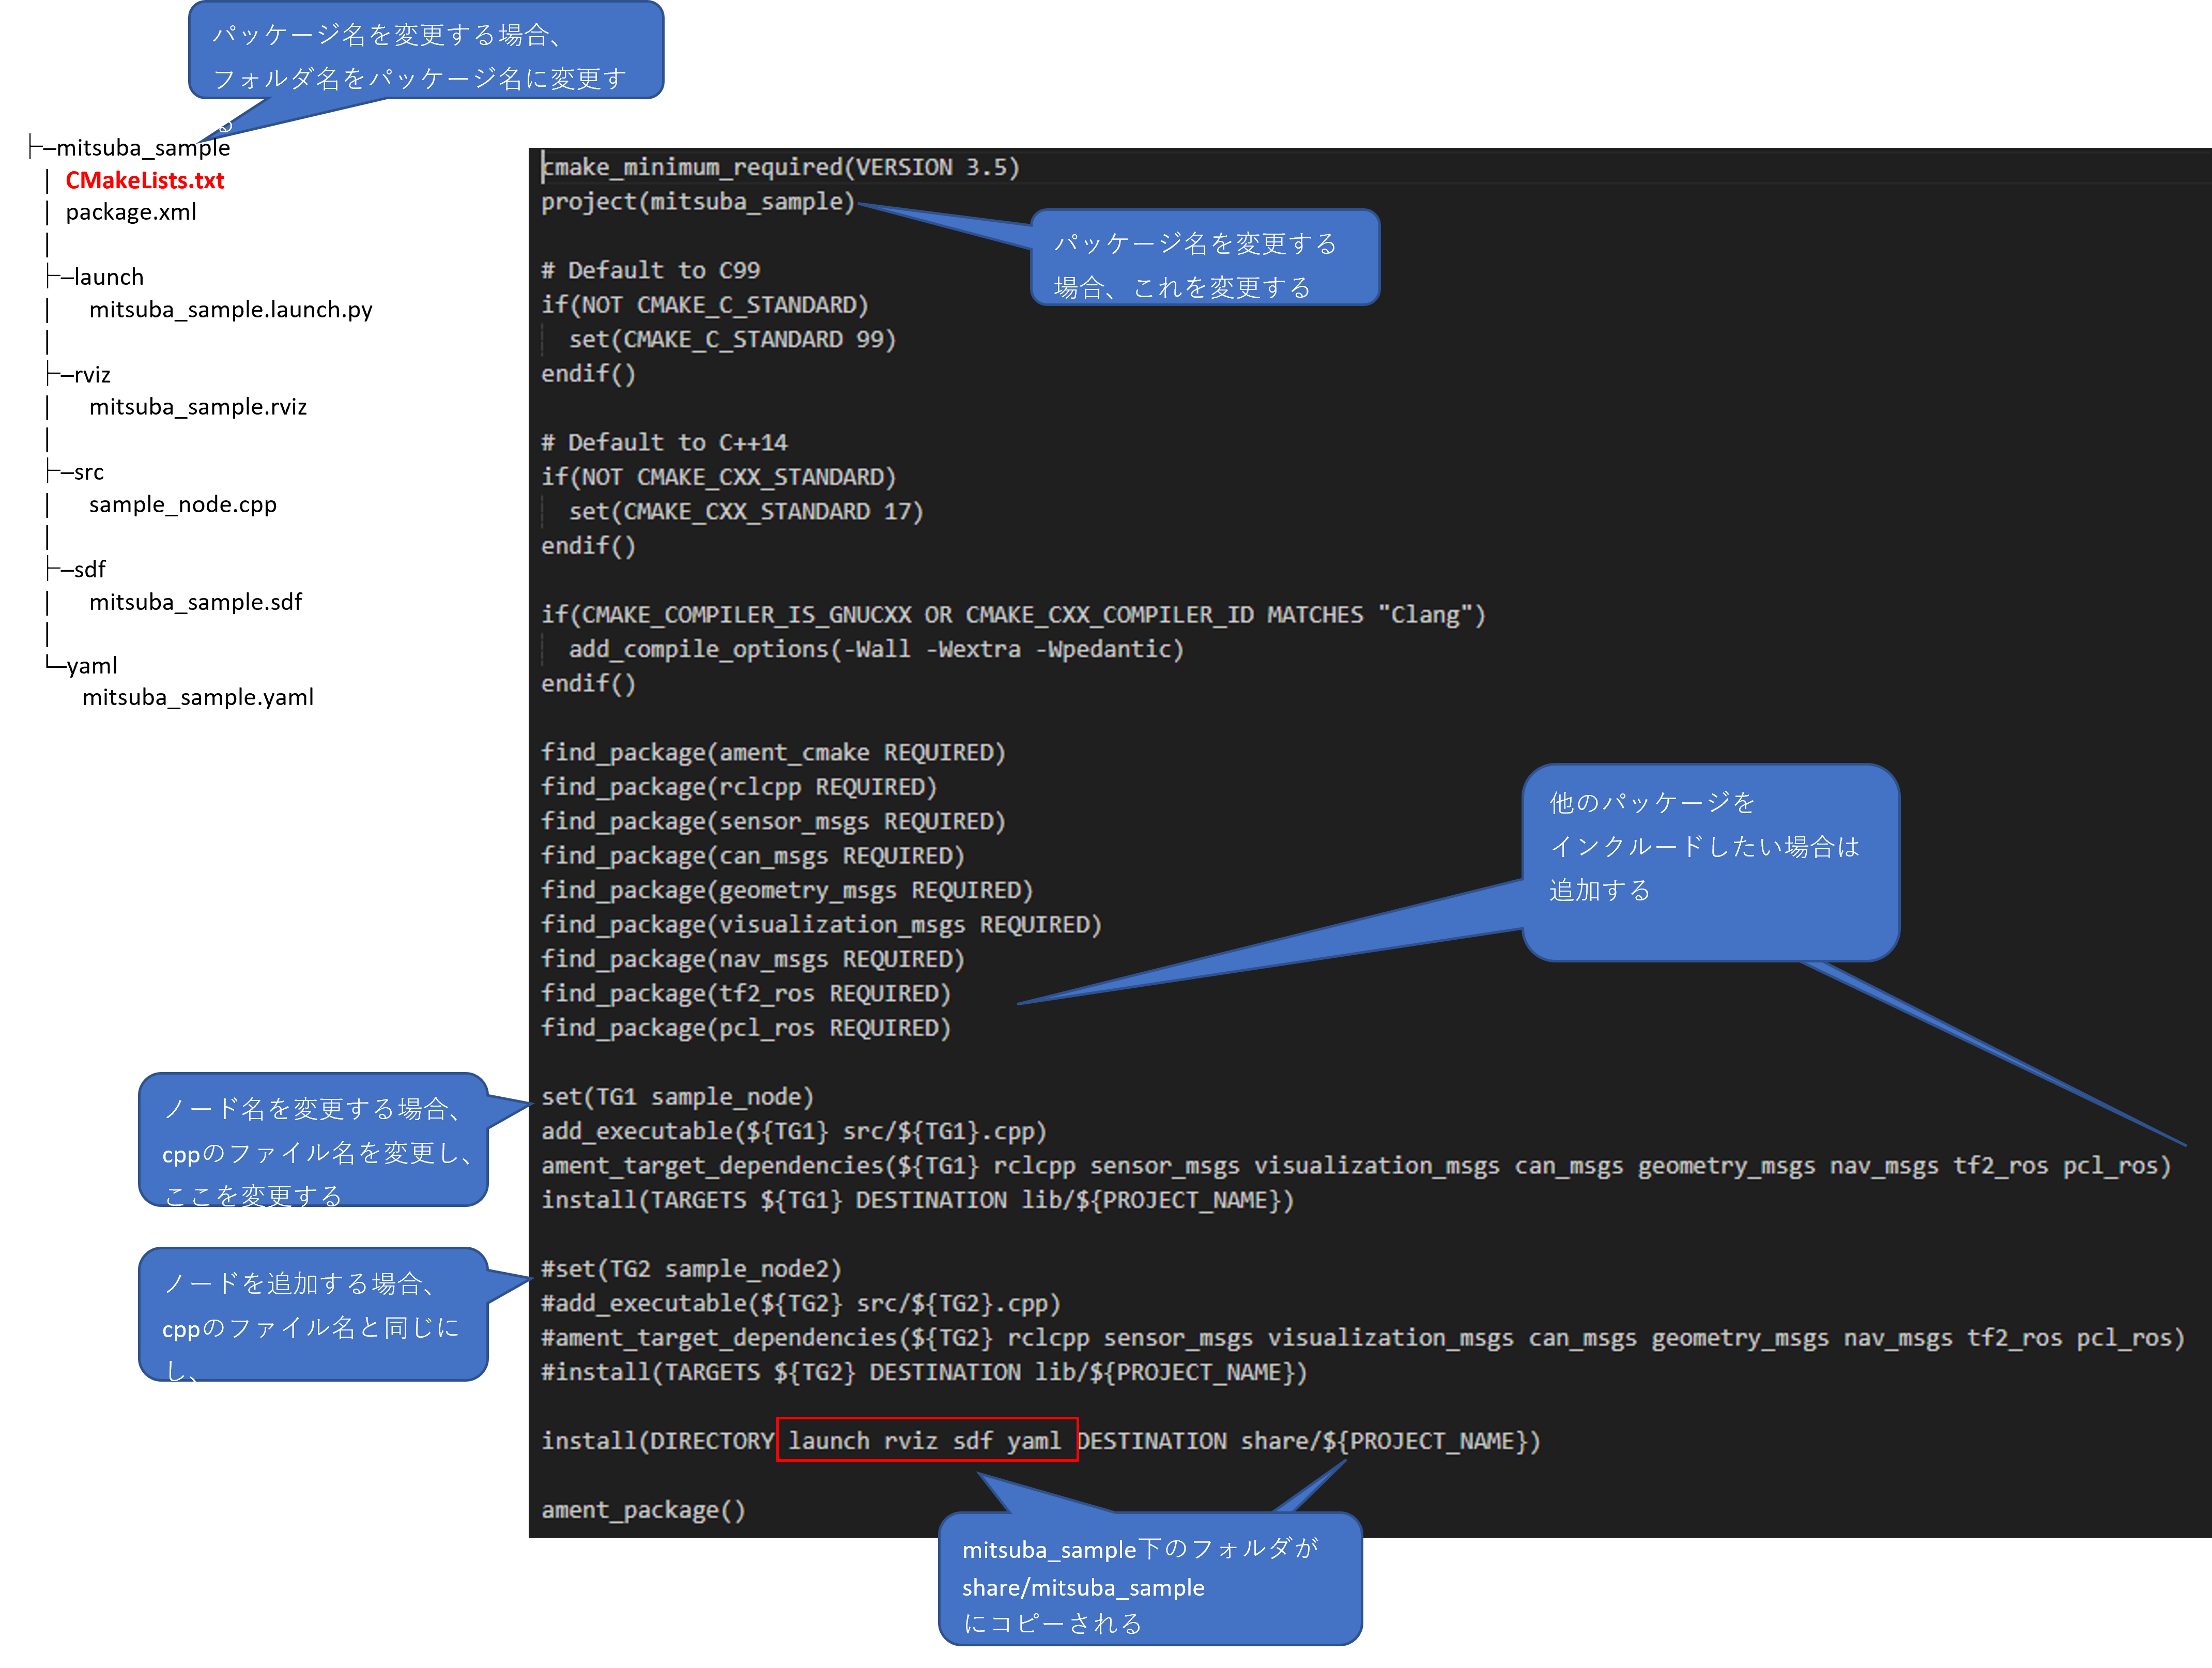 パッケージ名を変更する場合、
フォルダ名をパッケージ名に変更す
る
├─mitsuba_sample
│ CMakeLists.txt
│ package.xml
│
├─launch
│ mitsuba_sample.launch.py
│
├─rviz
│ mitsuba_sample.rviz
│
├─src
│ sample_node.cpp
│
├─sdf
│ mitsuba_sample.sdf
│
└─yaml
mitsuba_sample.yaml
cmake_minimum_required(VERSION 3.5)
project(mitsuba_sample)
パッケージ名を変更する
場合、これを変更する
# Default to C99
if(NOT CMAKE_C_STANDARD)
  set(CMAKE_C_STANDARD 99)
endif()
# Default to C++14
if(NOT CMAKE_CXX_STANDARD)
  set(CMAKE_CXX_STANDARD 17)
endif()
if(CMAKE_COMPILER_IS_GNUCXX OR CMAKE_CXX_COMPILER_ID MATCHES "Clang")
  add_compile_options(-Wall -Wextra -Wpedantic)
endif()
find_package(ament_cmake REQUIRED)
find_package(rclcpp REQUIRED)
find_package(sensor_msgs REQUIRED)
find_package(can_msgs REQUIRED)
find_package(geometry_msgs REQUIRED)
find_package(visualization_msgs REQUIRED)
find_package(nav_msgs REQUIRED)
find_package(tf2_ros REQUIRED)
find_package(pcl_ros REQUIRED)
他のパッケージを
インクルードしたい場合は
追加する
ノード名を変更する場合、
cppのファイル名を変更し、
ここを変更する
set(TG1 sample_node)
add_executable(${TG1} src/${TG1}.cpp)
ament_target_dependencies(${TG1} rclcpp sensor_msgs visualization_msgs can_msgs geometry_msgs nav_msgs tf2_ros pcl_ros)
install(TARGETS ${TG1} DESTINATION lib/${PROJECT_NAME})
ノードを追加する場合、
cppのファイル名と同じに
し、
#set(TG2 sample_node2)
#add_executable(${TG2} src/${TG2}.cpp)
#ament_target_dependencies(${TG2} rclcpp sensor_msgs visualization_msgs can_msgs geometry_msgs nav_msgs tf2_ros pcl_ros)
#install(TARGETS ${TG2} DESTINATION lib/${PROJECT_NAME})
install(DIRECTORY launch rviz sdf yaml DESTINATION share/${PROJECT_NAME})
ament_package()
mitsuba_sample下のフォルダが
share/mitsuba_sample
にコピーされる